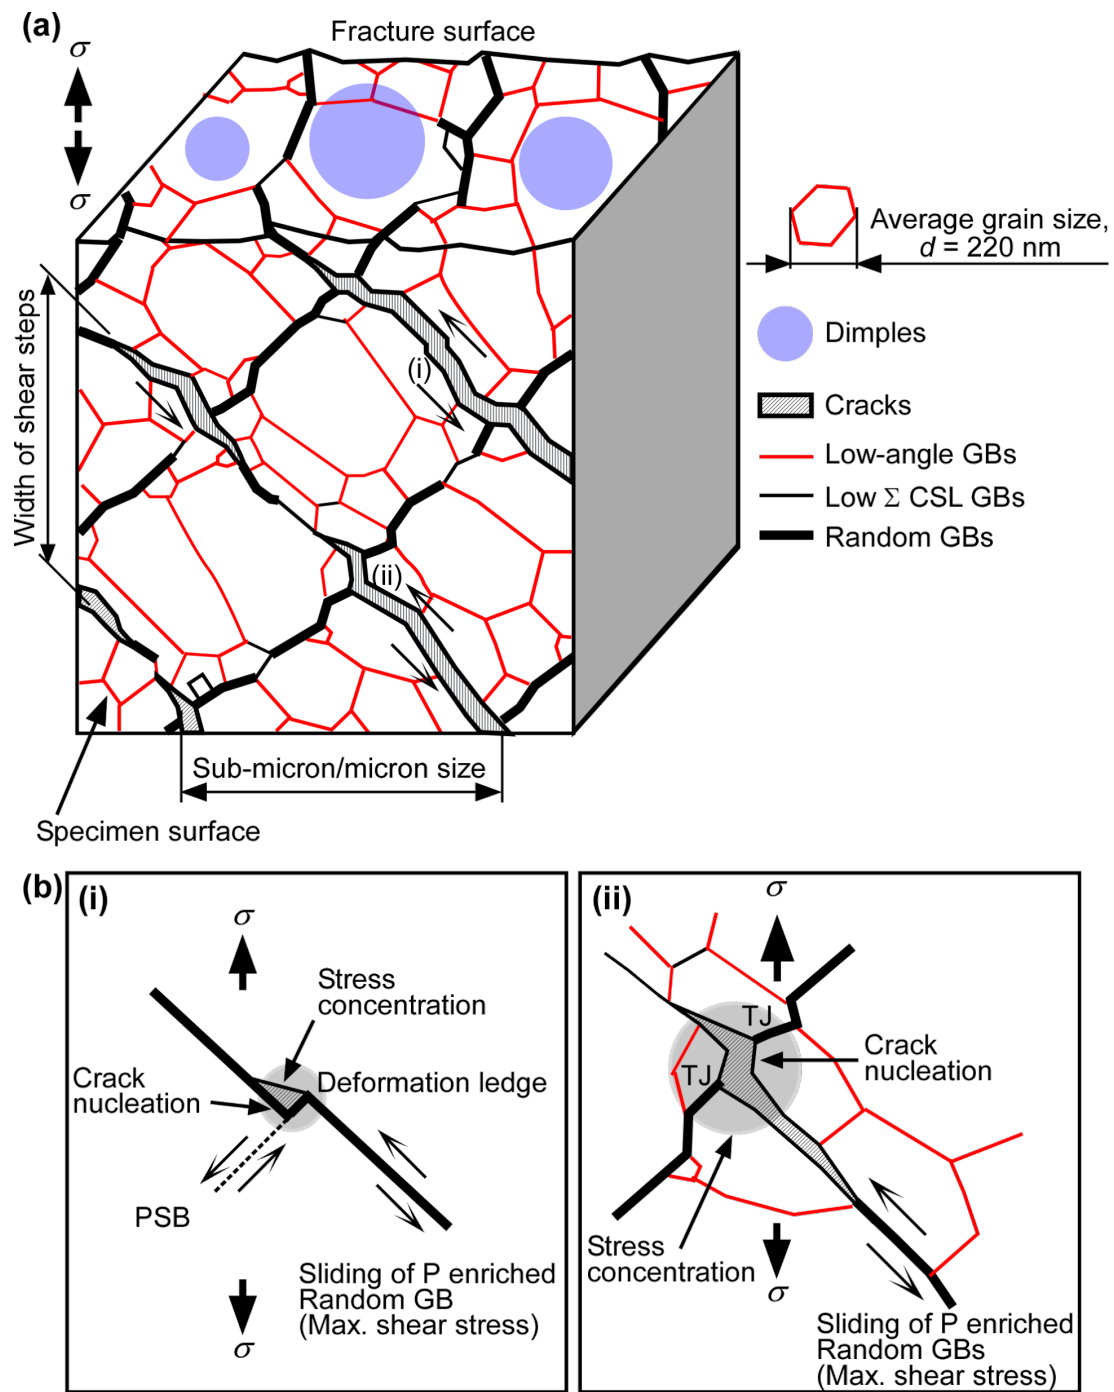 (a)
Fracture surface
σ
σ
Average grain size,
d = 220 nm
Dimples
Cracks
Low-angle GBs
Low Σ CSL GBs
Random GBs
Width of shear steps
(i)
(ii)
Sub-micron/micron size
Specimen surface
(b)
(i)
σ
Stress
concentration
Crack
nucleation
Deformation ledge
PSB
Sliding of P enriched
Random GB
(Max. shear stress)
σ
(ii)
σ
TJ
TJ
Crack
nucleation
Stress
concentration
σ
Sliding of P enriched
Random GBs
(Max. shear stress)